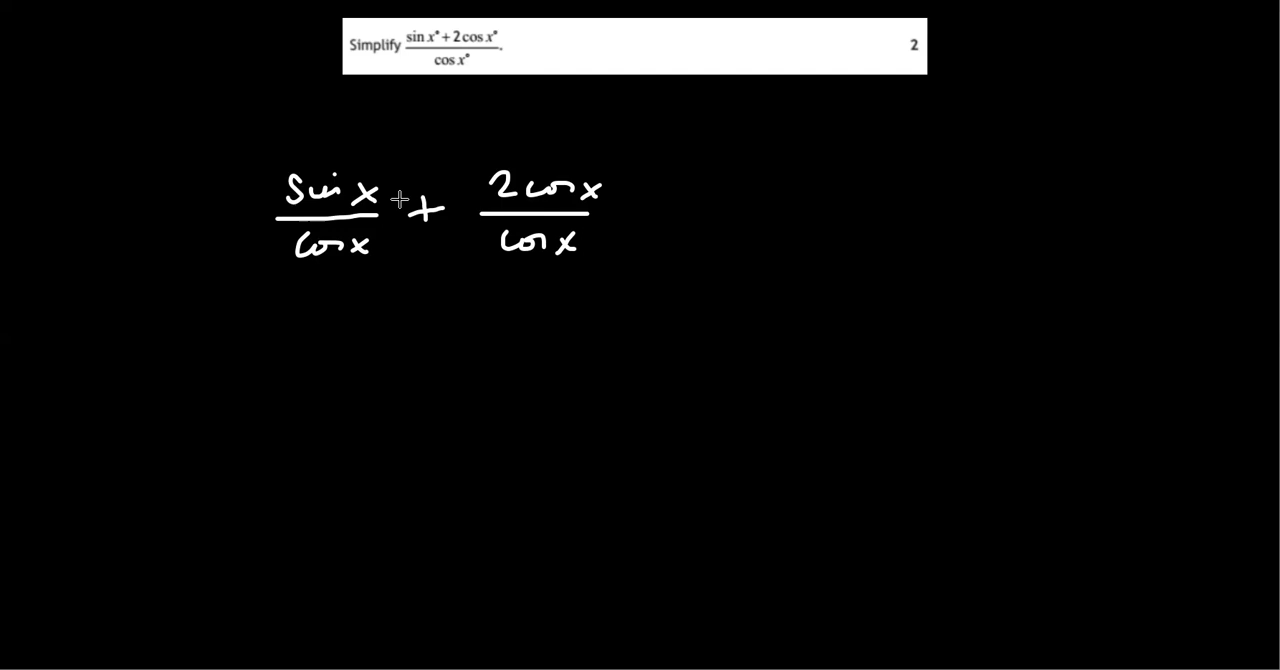 Simplify (sin x° + 2 cos x°) / cos x°. 2
sin x / cos x + 2 cos x / cos x